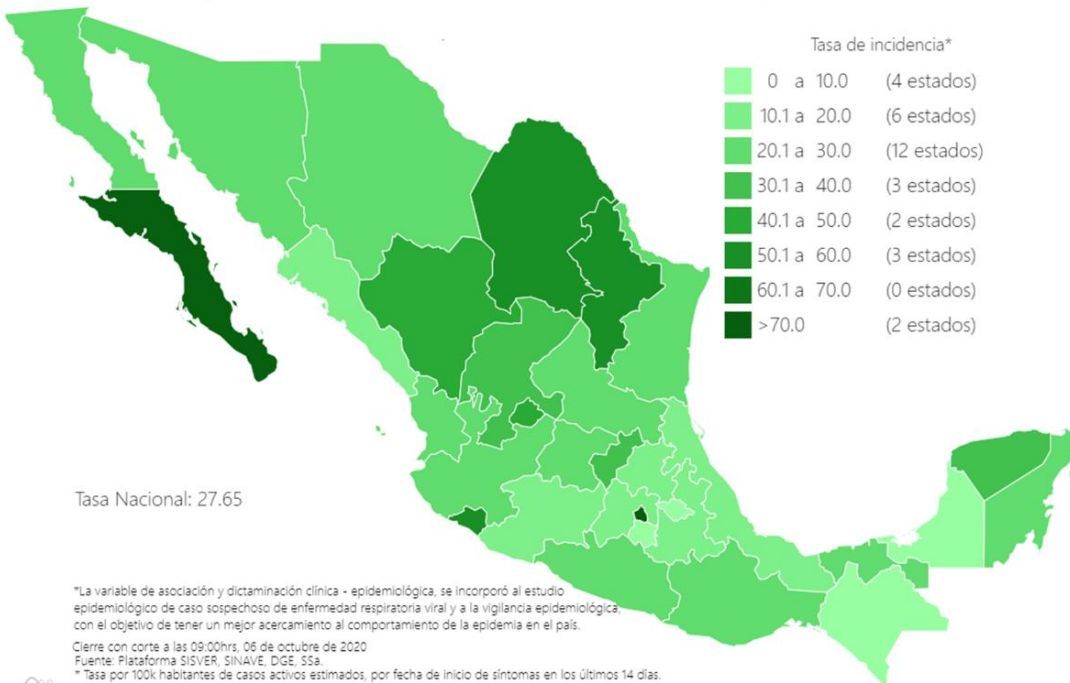 Tasa de incidencia*
0 a 10.0 (4 estados)
10.1 a 20.0 (6 estados)
20.1 a 30.0 (12 estados)
30.1 a 40.0 (3 estados)
40.1 a 50.0 (2 estados)
50.1 a 60.0 (3 estados)
60.1 a 70.0 (0 estados)
>70.0 (2 estados)
Tasa Nacional: 27.65
*La variable de asociación y dictaminación clínica - epidemiológica, se incorporó al estudio
epidemiológico de caso sospechoso de enfermedad respiratoria viral y a la vigilancia epidemiológica,
con el objetivo de tener un mejor acercamiento al comportamiento de la epidemia en el país.
Cierre con corte a las 09:00hrs, 06 de octubre de 2020
Fuente: Plataforma SISVER, SINAVE, DGE, SSa.
* Tasa por 100k habitantes de casos activos estimados, por fecha de inicio de síntomas en los últimos 14 días.